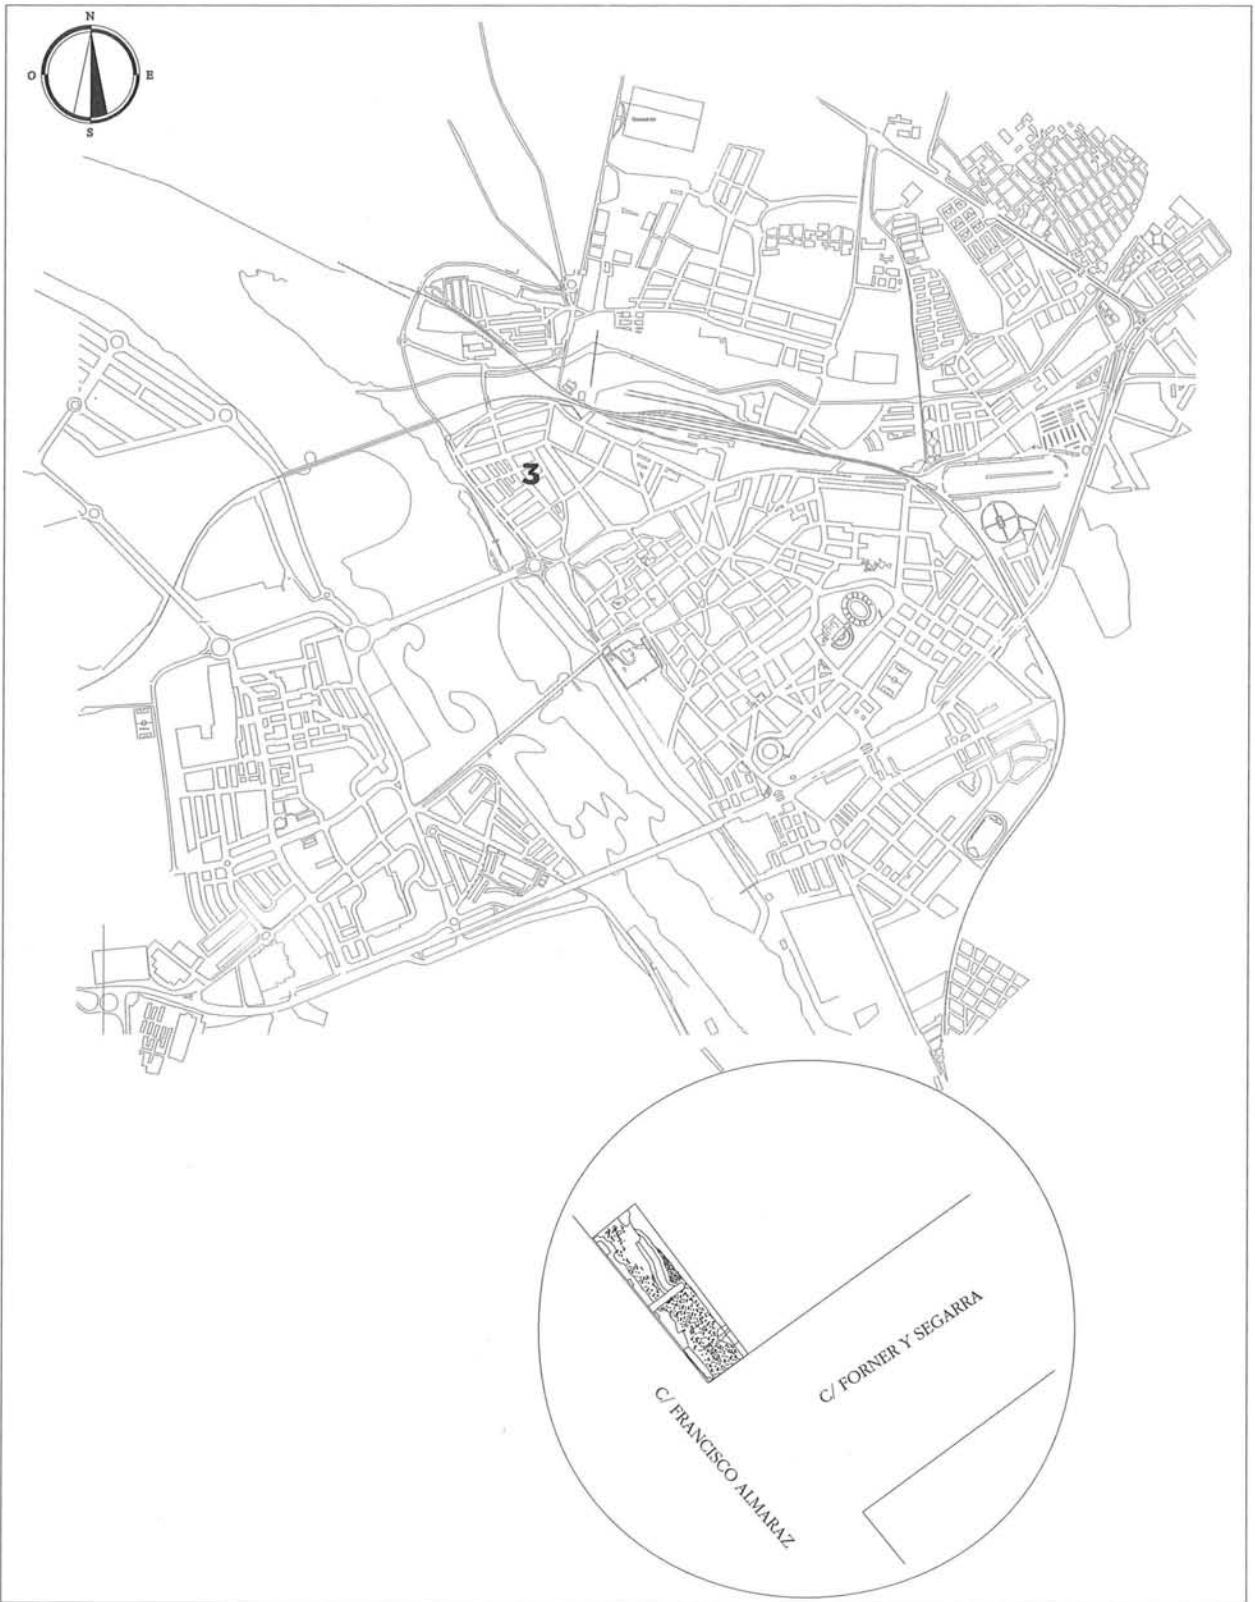 N
O E
S
3
C/ FORNER Y SEGARRA
C/ FRANCISCO ALMARAZ